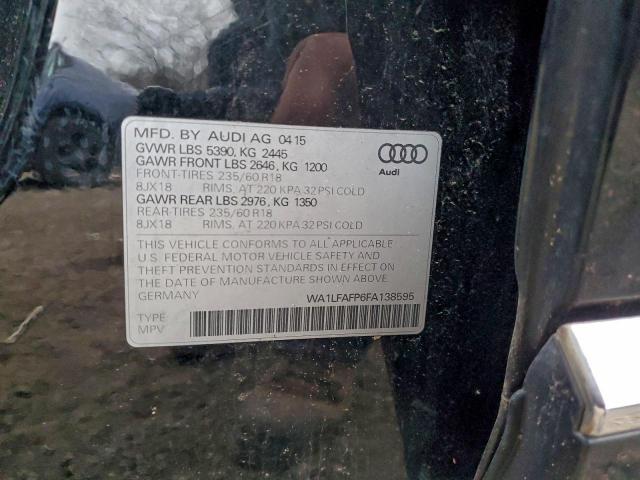 MFD. BY AUDI AG 04 15
GVWR LBS 5390, KG 2445
GAWR FRONT LBS 2646, KG 1200
FRONT-TIRES 235/60 R18
8JX18 RIMS, AT 220 KPA 32 PSI COLD
GAWR REAR LBS 2976, KG 1350
REAR-TIRES 235/60 R18
8JX18 RIMS, AT 220 KPA 32 PSI COLD
Audi
THIS VEHICLE CONFORMS TO ALL APPLICABLE
U.S. FEDERAL MOTOR VEHICLE SAFETY AND
THEFT PREVENTION STANDARDS IN EFFECT ON
THE DATE OF MANUFACTURE SHOWN ABOVE.
GERMANY WA1LFAFP6FA138595
TYPE
MPV